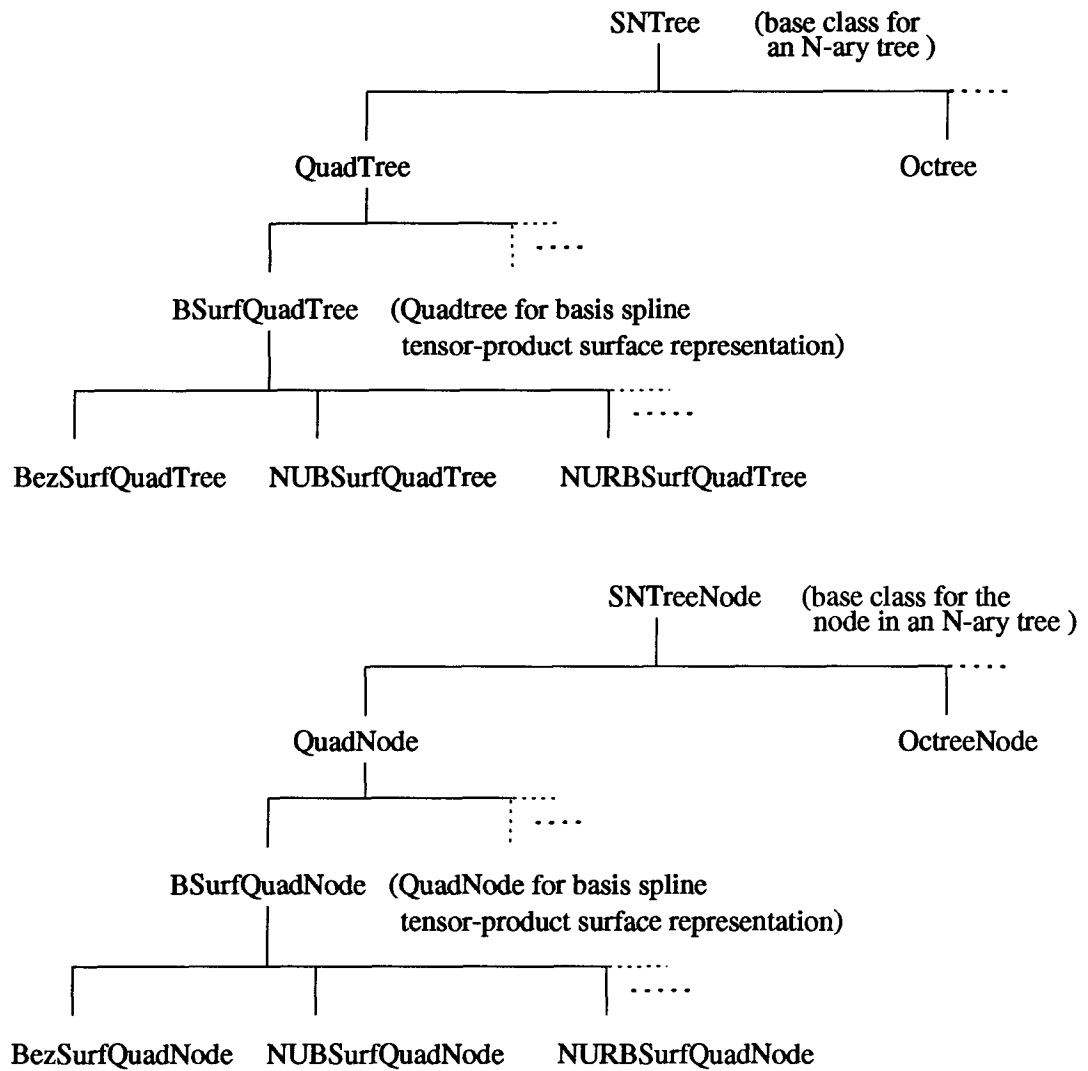 SNTree (base class for
an N-ary tree )
QuadTree Octree
BSurfQuadTree (Quadtree for basis spline
tensor-product surface representation)
BezSurfQuadTree NUBSurfQuadTree NURBSurfQuadTree
SNTreeNode (base class for the
node in an N-ary tree )
QuadNode OctreeNode
BSurfQuadNode (QuadNode for basis spline
tensor-product surface representation)
BezSurfQuadNode NUBSurfQuadNode NURBSurfQuadNode